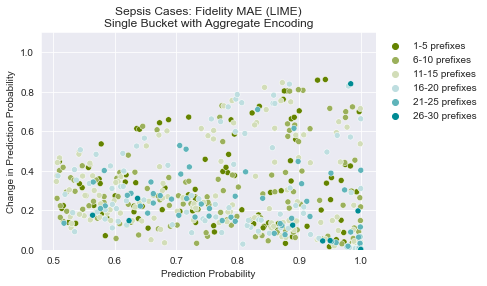 Sepsis Cases: Fidelity MAE (LIME)
Single Bucket with Aggregate Encoding
1.0
0.8
0.6
0.4
0.2
0.0
Change in Prediction Probability
0.5 0.6 0.7 0.8 0.9 1.0
Prediction Probability
1-5 prefixes
6-10 prefixes
11-15 prefixes
16-20 prefixes
21-25 prefixes
26-30 prefixes